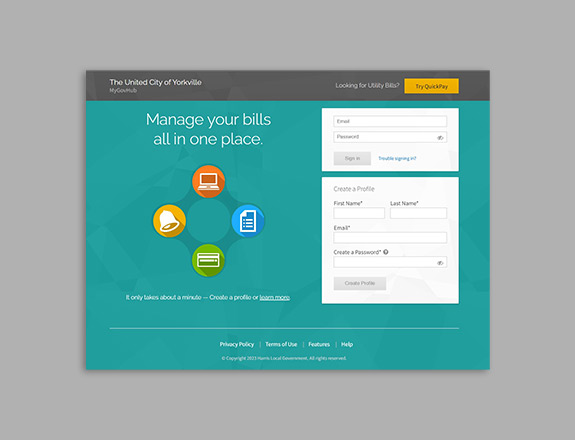 The United City of Yorkville
MyGovHub
Looking for Utility Bills?
Try QuickPay
Manage your bills
all in one place.
It only takes about a minute — Create a profile or learn more.
Email
Password
Sign in
Trouble signing in?
Create a Profile
First Name*
Last Name*
Email*
Create a Password*
Create Profile
Privacy Policy | Terms of Use | Features | Help
© Copyright 2015 Harris Local Government. All rights reserved.